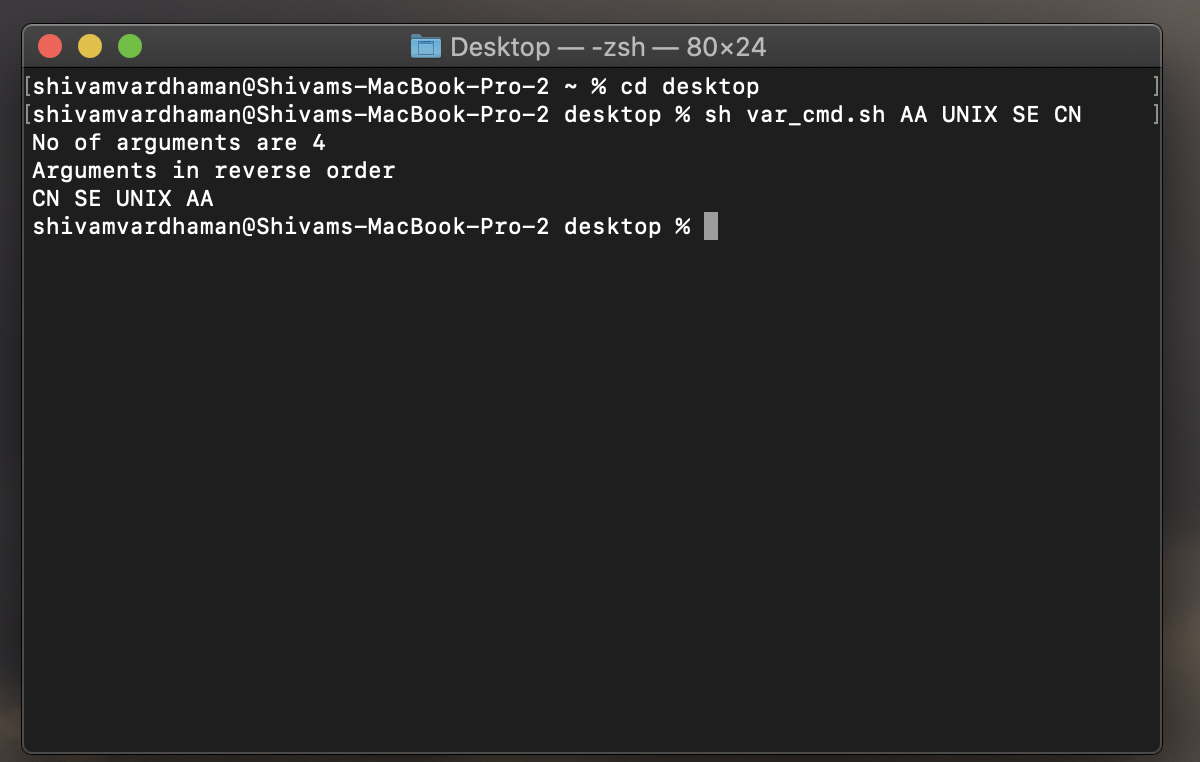 Desktop — -zsh — 80×24
[shivamvardhaman@Shivams-MacBook-Pro-2 ~ % cd desktop ]
[shivamvardhaman@Shivams-MacBook-Pro-2 desktop % sh var_cmd.sh AA UNIX SE CN ]
No of arguments are 4
Arguments in reverse order
CN SE UNIX AA
shivamvardhaman@Shivams-MacBook-Pro-2 desktop %